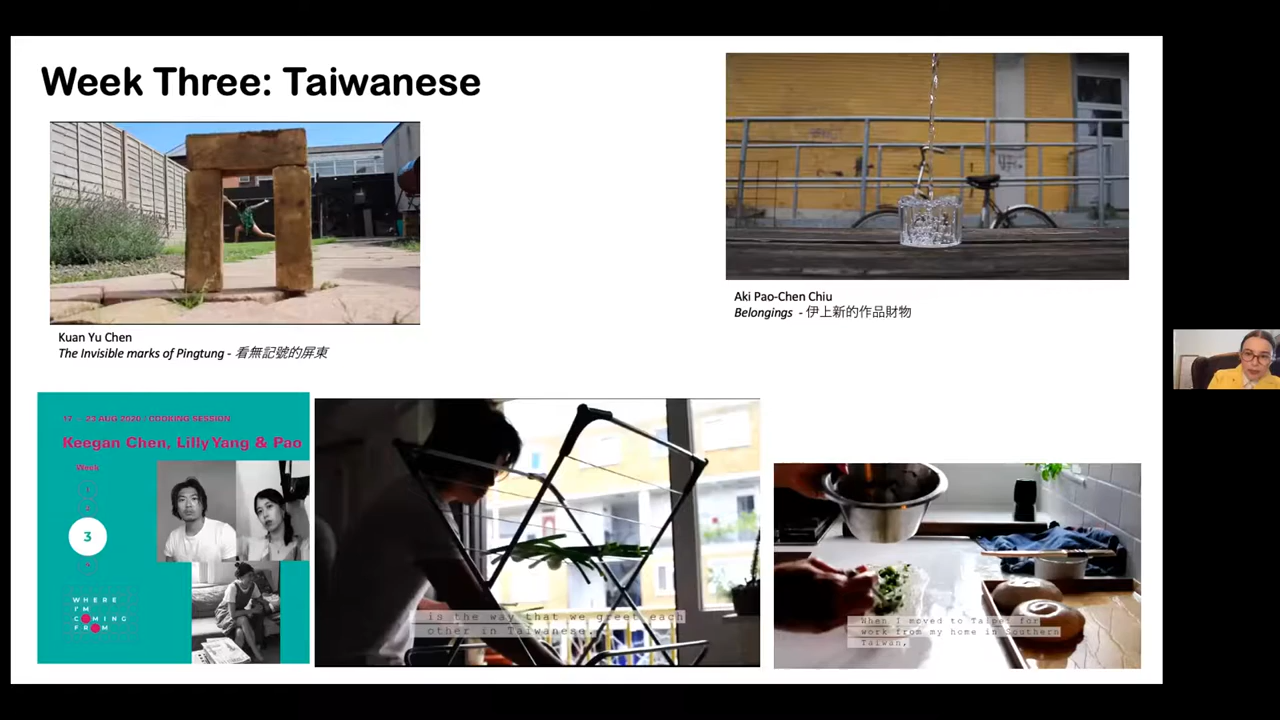 Week Three: Taiwanese
Kuan Yu Chen
The Invisible marks of Pingtung - 看無記號的屏東
Aki Pao-Chen Chiu
Belongings - 伊上新的作品財物
17 - 23 AUG 2020 / COOKING SESSION
Keegan Chen, Lilly Yang & Pao
Week
1
3
WHERE
I'M
COMING
FROM
is the way that we greet each
other in Taiwanese.
When I moved to Taipei for
work from my home in Southern
Taiwan,